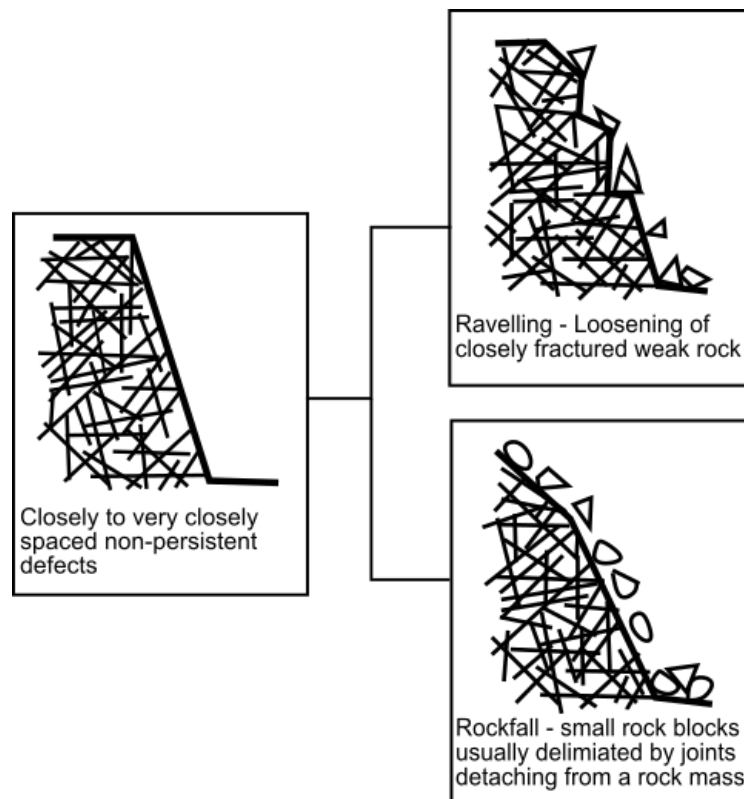 Ravelling - Loosening of
closely fractured weak rock
Closely to very closely
spaced non-persistent
defects
Rockfall - small rock blocks
usually delimiated by joints
detaching from a rock mass